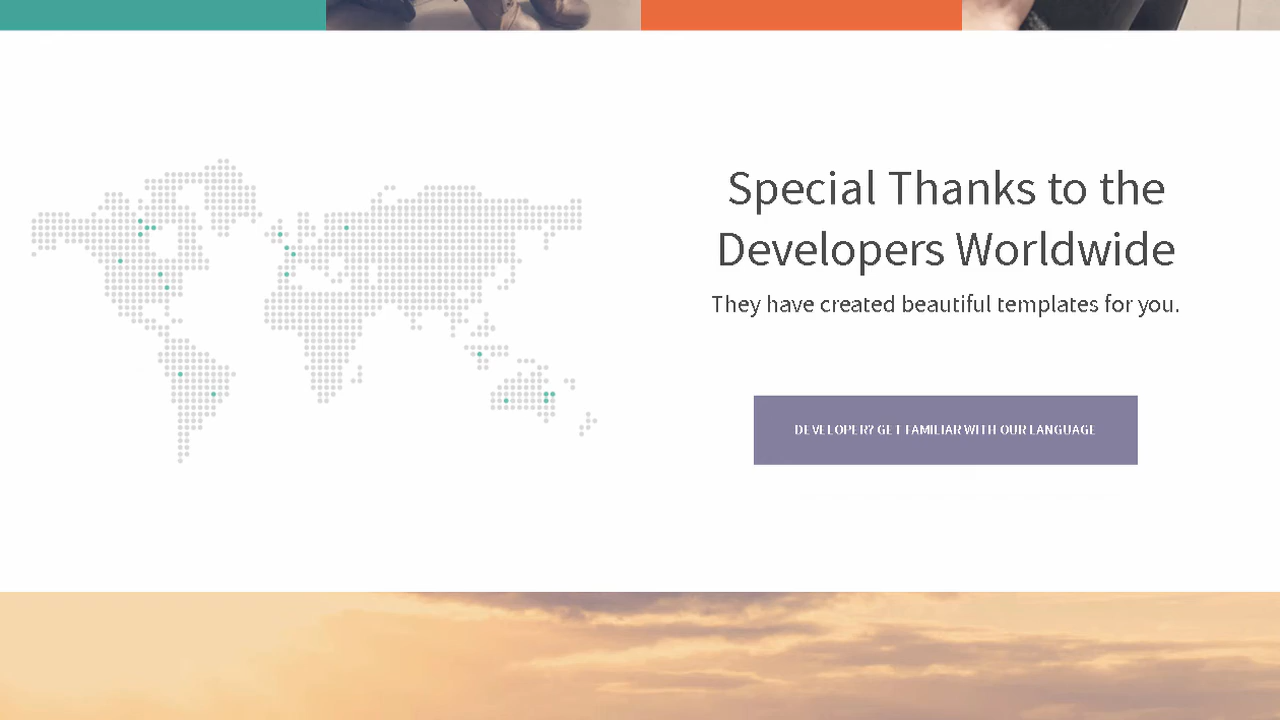 Special Thanks to the
Developers Worldwide
They have created beautiful templates for you.
DEVELOPER? GET FAMILIAR WITH OUR LANGUAGE